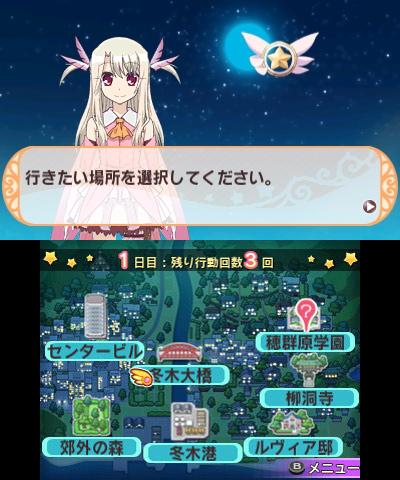 行きたい場所を選択してください。
1日目：残り行動回数3回
センタービル
穂群原学園
冬木大橋
柳洞寺
郊外の森
冬木港
ルヴィア邸
Bメニュー